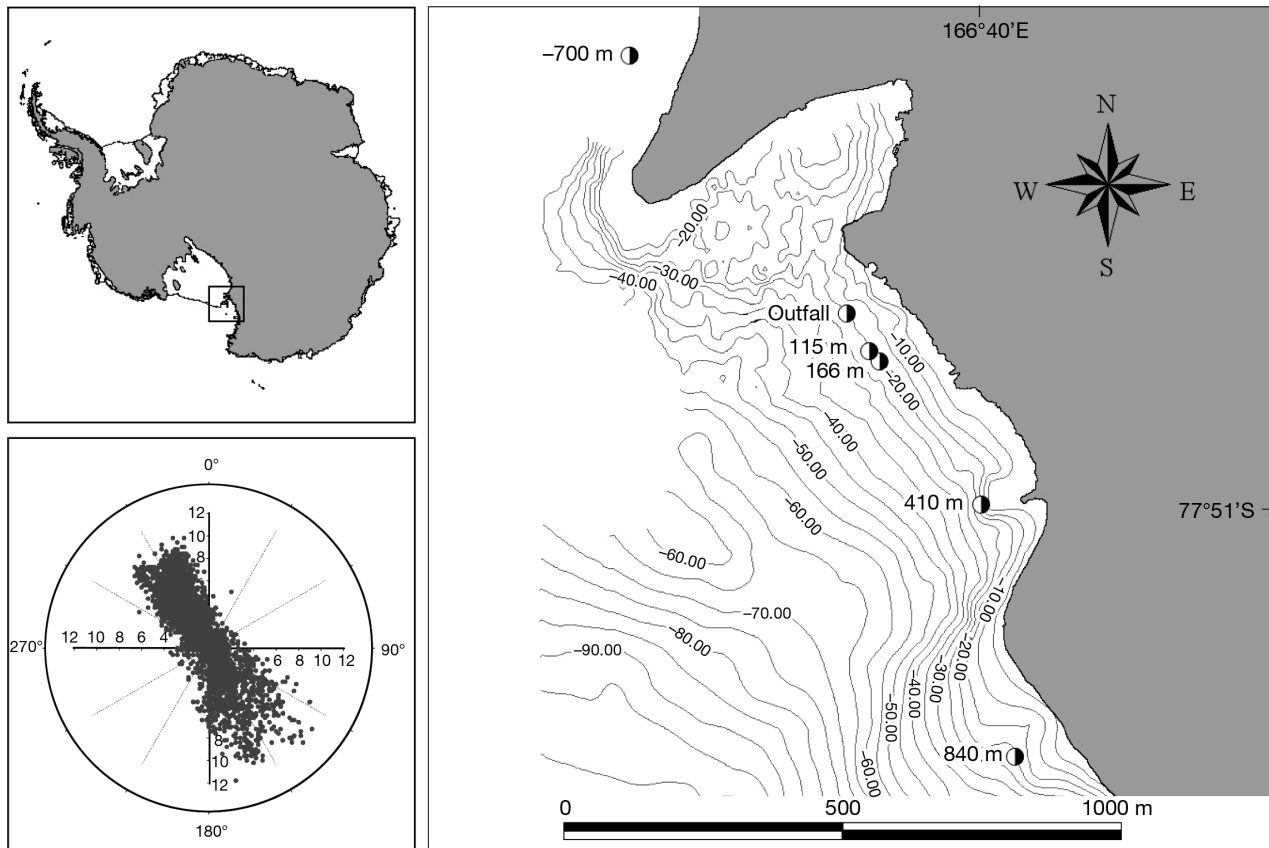 166°40'E
–700 m
N
W
E
S
–20.00
–30.00
–40.00
Outfall
115 m
166 m
–10.00
–20.00
–40.00
–50.00
–60.00
410 m
77°51'S
–60.00
–10.00
–70.00
–80.00
–90.00
–20.00
–30.00
–40.00
–50.00
–60.00
840 m
0
500
1000 m
0°
12
10
8
270°
12 10 8 6 4
6 8 10 12
90°
8
10
12
180°